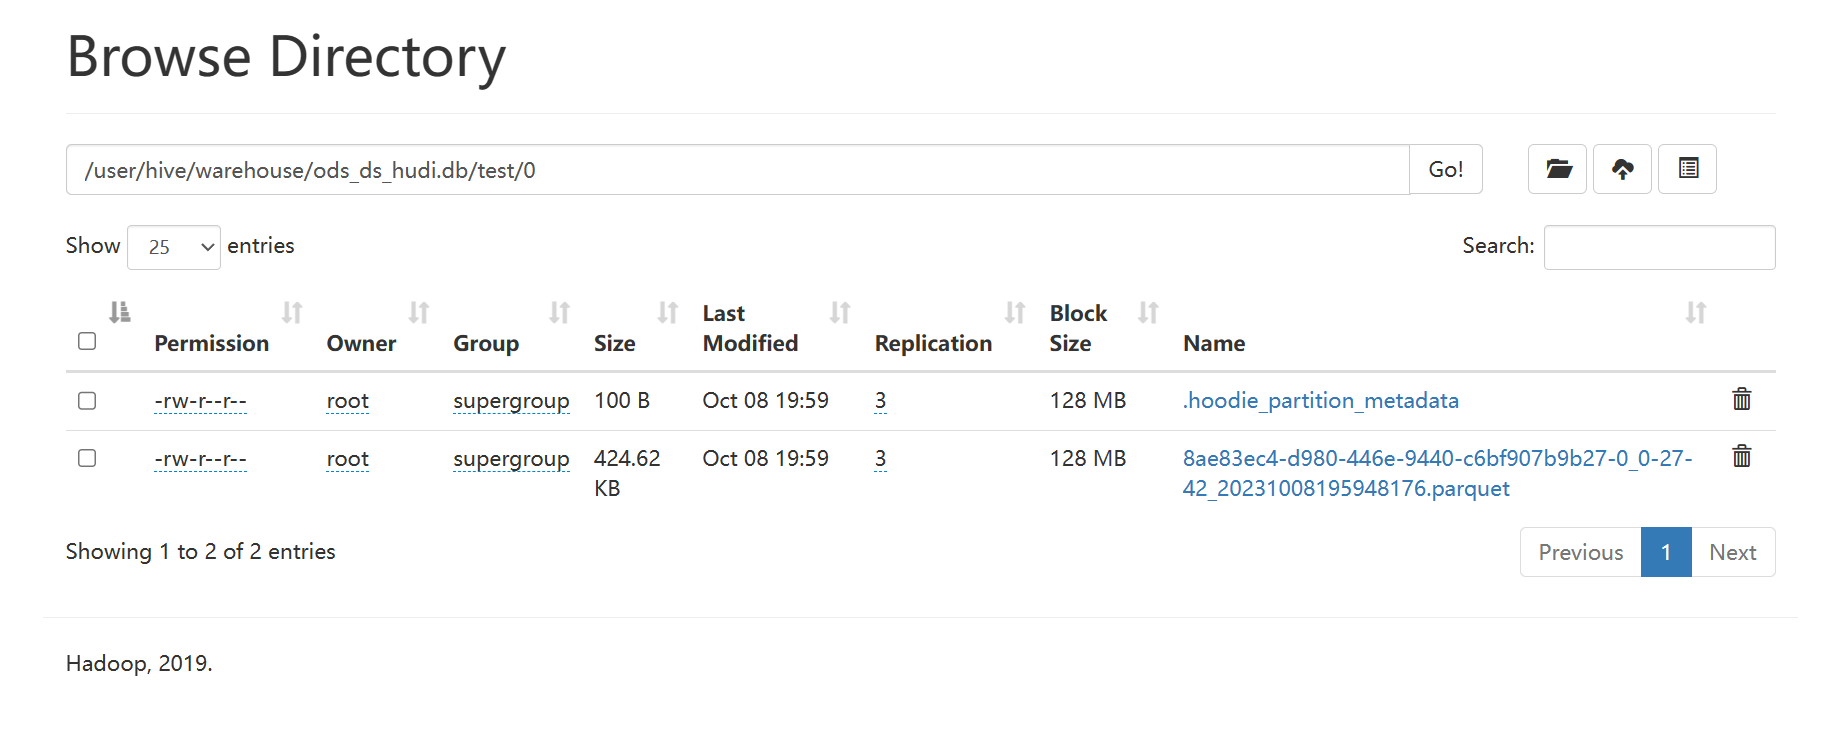 Browse Directory
/user/hive/warehouse/ods_ds_hudi.db/test/0 Go!
Show 25 entries Search:
Permission Owner Group Size Last Modified Replication Block Size Name
-rw-r--r-- root supergroup 100 B Oct 08 19:59 3 128 MB .hoodie_partition_metadata
-rw-r--r-- root supergroup 424.62 KB Oct 08 19:59 3 128 MB 8ae83ec4-d980-446e-9440-c6bf907b9b27-0_0-27-
42_20231008195948176.parquet
Showing 1 to 2 of 2 entries Previous 1 Next
Hadoop, 2019.